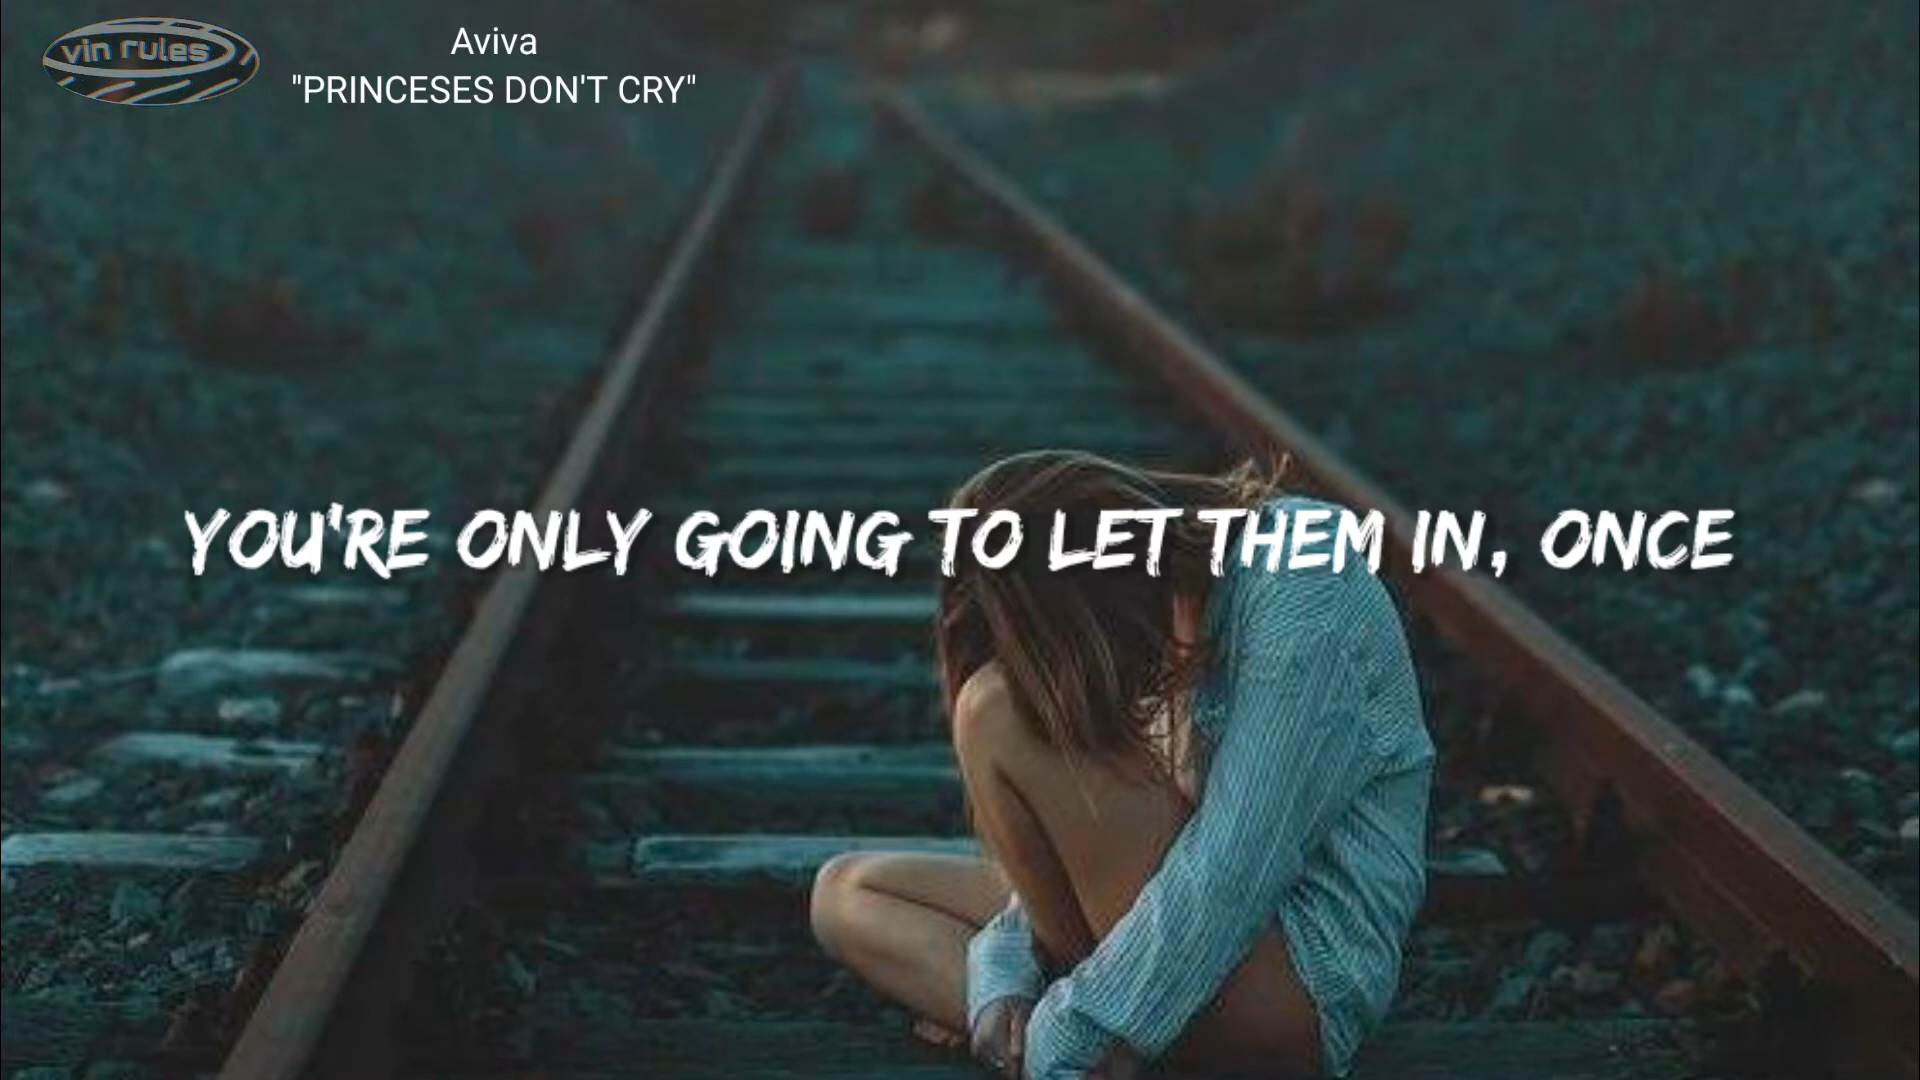 vin rules
Aviva
"PRINCESES DON'T CRY"
YOU'RE ONLY GOING TO LET THEM IN, ONCE